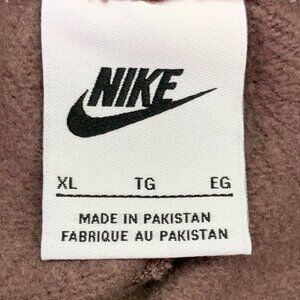 NIKE
XL TG EG
MADE IN PAKISTAN
FABRIQUE AU PAKISTAN